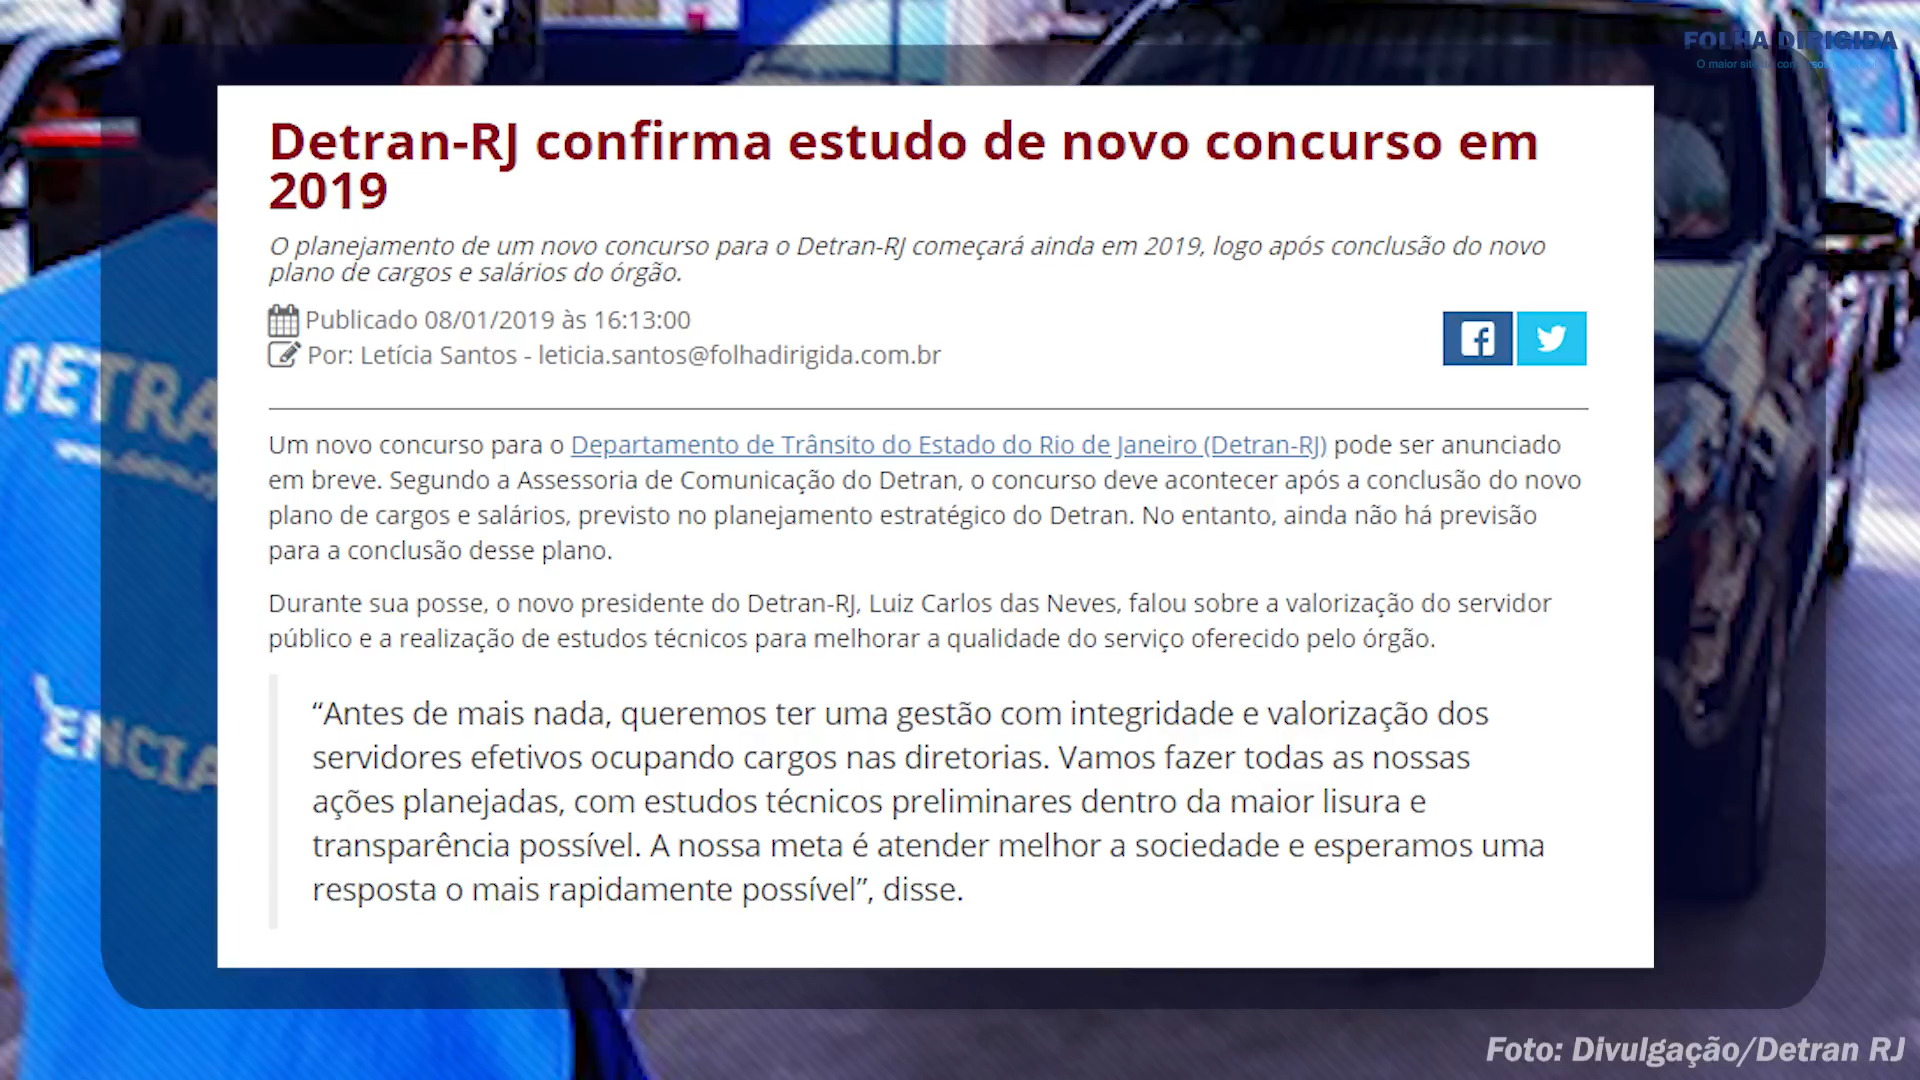 FOLHA DIRIGIDA
Detran-RJ confirma estudo de novo concurso em
2019
O planejamento de um novo concurso para o Detran-RJ começará ainda em 2019, logo após conclusão do novo
plano de cargos e salários do órgão.
Publicado 08/01/2019 às 16:13:00
Por: Letícia Santos - leticia.santos@folhadirigida.com.br
Um novo concurso para o Departamento de Trânsito do Estado do Rio de Janeiro (Detran-RJ) pode ser anunciado
em breve. Segundo a Assessoria de Comunicação do Detran, o concurso deve acontecer após a conclusão do novo
plano de cargos e salários, previsto no planejamento estratégico do Detran. No entanto, ainda não há previsão
para a conclusão desse plano.
Durante sua posse, o novo presidente do Detran-RJ, Luiz Carlos das Neves, falou sobre a valorização do servidor
público e a realização de estudos técnicos para melhorar a qualidade do serviço oferecido pelo órgão.
“Antes de mais nada, queremos ter uma gestão com integridade e valorização dos
servidores efetivos ocupando cargos nas diretorias. Vamos fazer todas as nossas
ações planejadas, com estudos técnicos preliminares dentro da maior lisura e
transparência possível. A nossa meta é atender melhor a sociedade e esperamos uma
resposta o mais rapidamente possível”, disse.
DETRA
ENCIA
Foto: Divulgação/Detran RJ